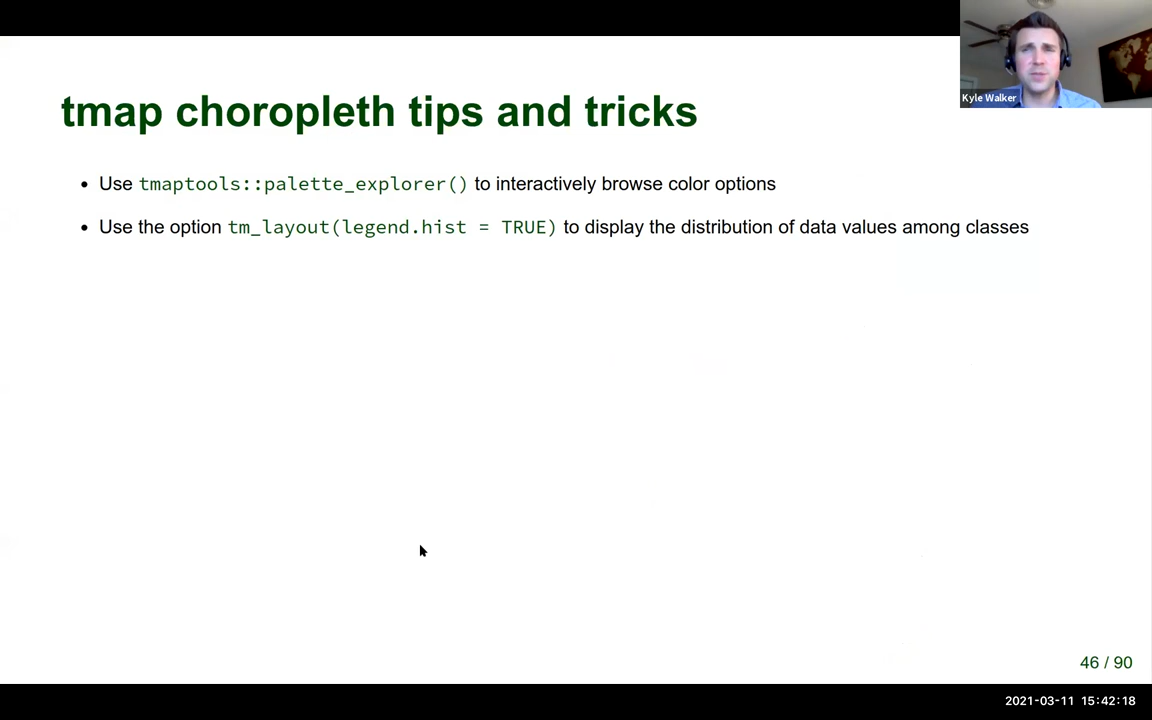 Kyle Walker
tmap choropleth tips and tricks
• Use tmaptools::palette_explorer() to interactively browse color options
• Use the option tm_layout(legend.hist = TRUE) to display the distribution of data values among classes
46 / 90
2021-03-11 15:42:18